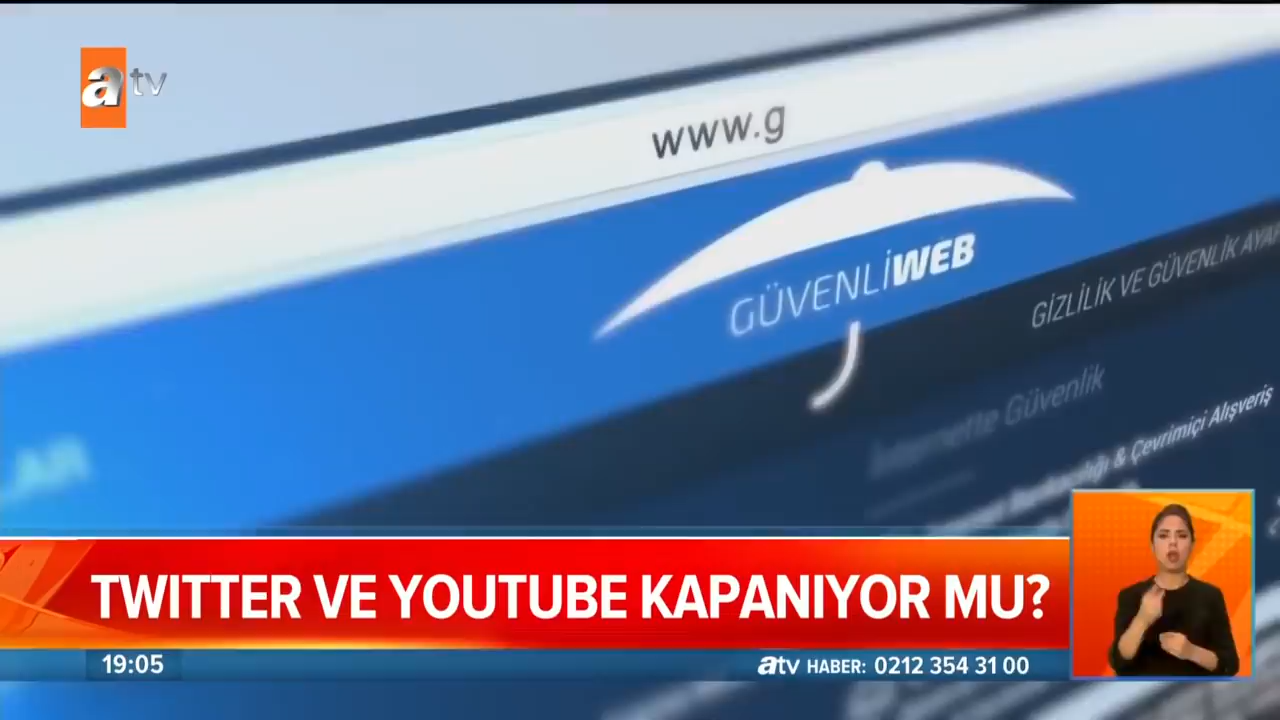 atv
www.g
GÜVENLİWEB
GİZLİLİK VE GÜVENLİK
İnternette Güvenlik
& Çevrimiçi Alışveriş
TWITTER VE YOUTUBE KAPANIYOR MU?
19:05
atv HABER: 0212 354 31 00